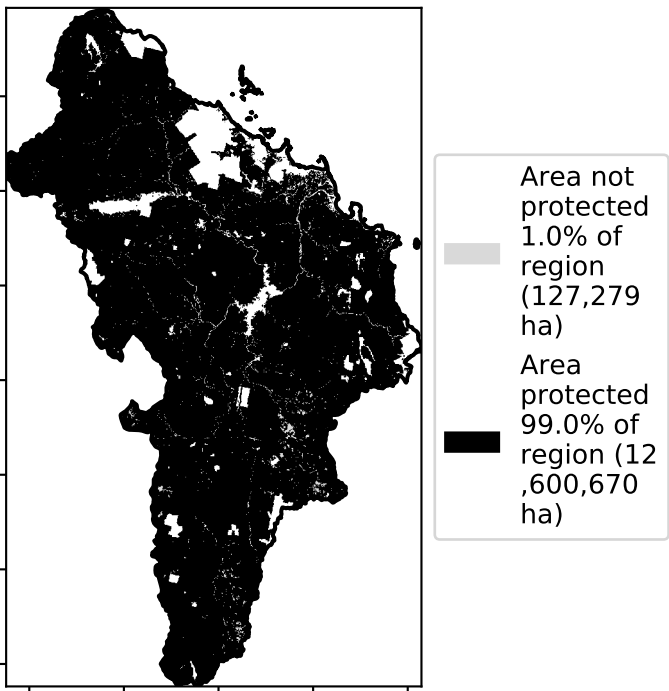 Area not
protected
1.0% of
region
(127,279
ha)
Area
protected
99.0% of
region (12
,600,670
ha)